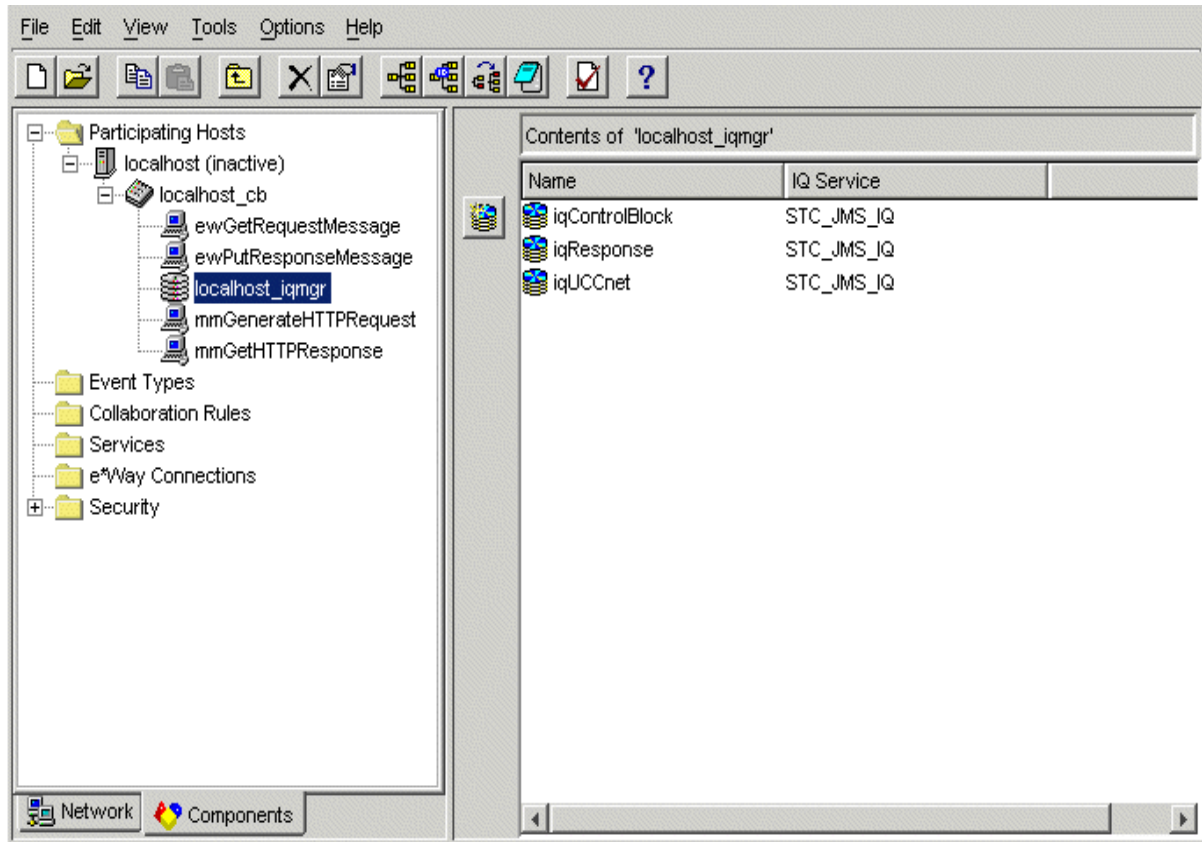 File Edit View Tools Options Help
?
Participating Hosts
localhost (inactive)
localhost_cb
ewGetRequestMessage
ewPutResponseMessage
localhost_iqmgr
mmGenerateHTTPRequest
mmGetHTTPResponse
Event Types
Collaboration Rules
Services
e*Way Connections
Security
Network Components
Contents of 'localhost_iqmgr'
Name IQ Service
iqControlBlock STC_JMS_IQ
iqResponse STC_JMS_IQ
iqUCCnet STC_JMS_IQ